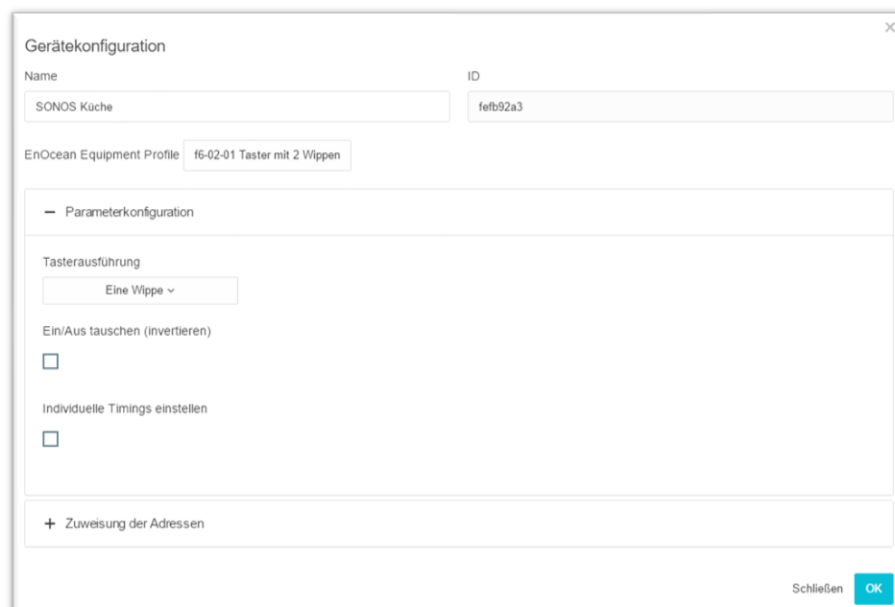 Gerätekonfiguration
Name
ID
SONOS Küche
fefb92a3
EnOcean Equipment Profile f6-02-01 Taster mit 2 Wippen
Parameterkonfiguration
Tasterausführung
Eine Wippe
Ein/Aus tauschen (invertieren)
Individuelle Timings einstellen
Zuweisung der Adressen
Schließen OK